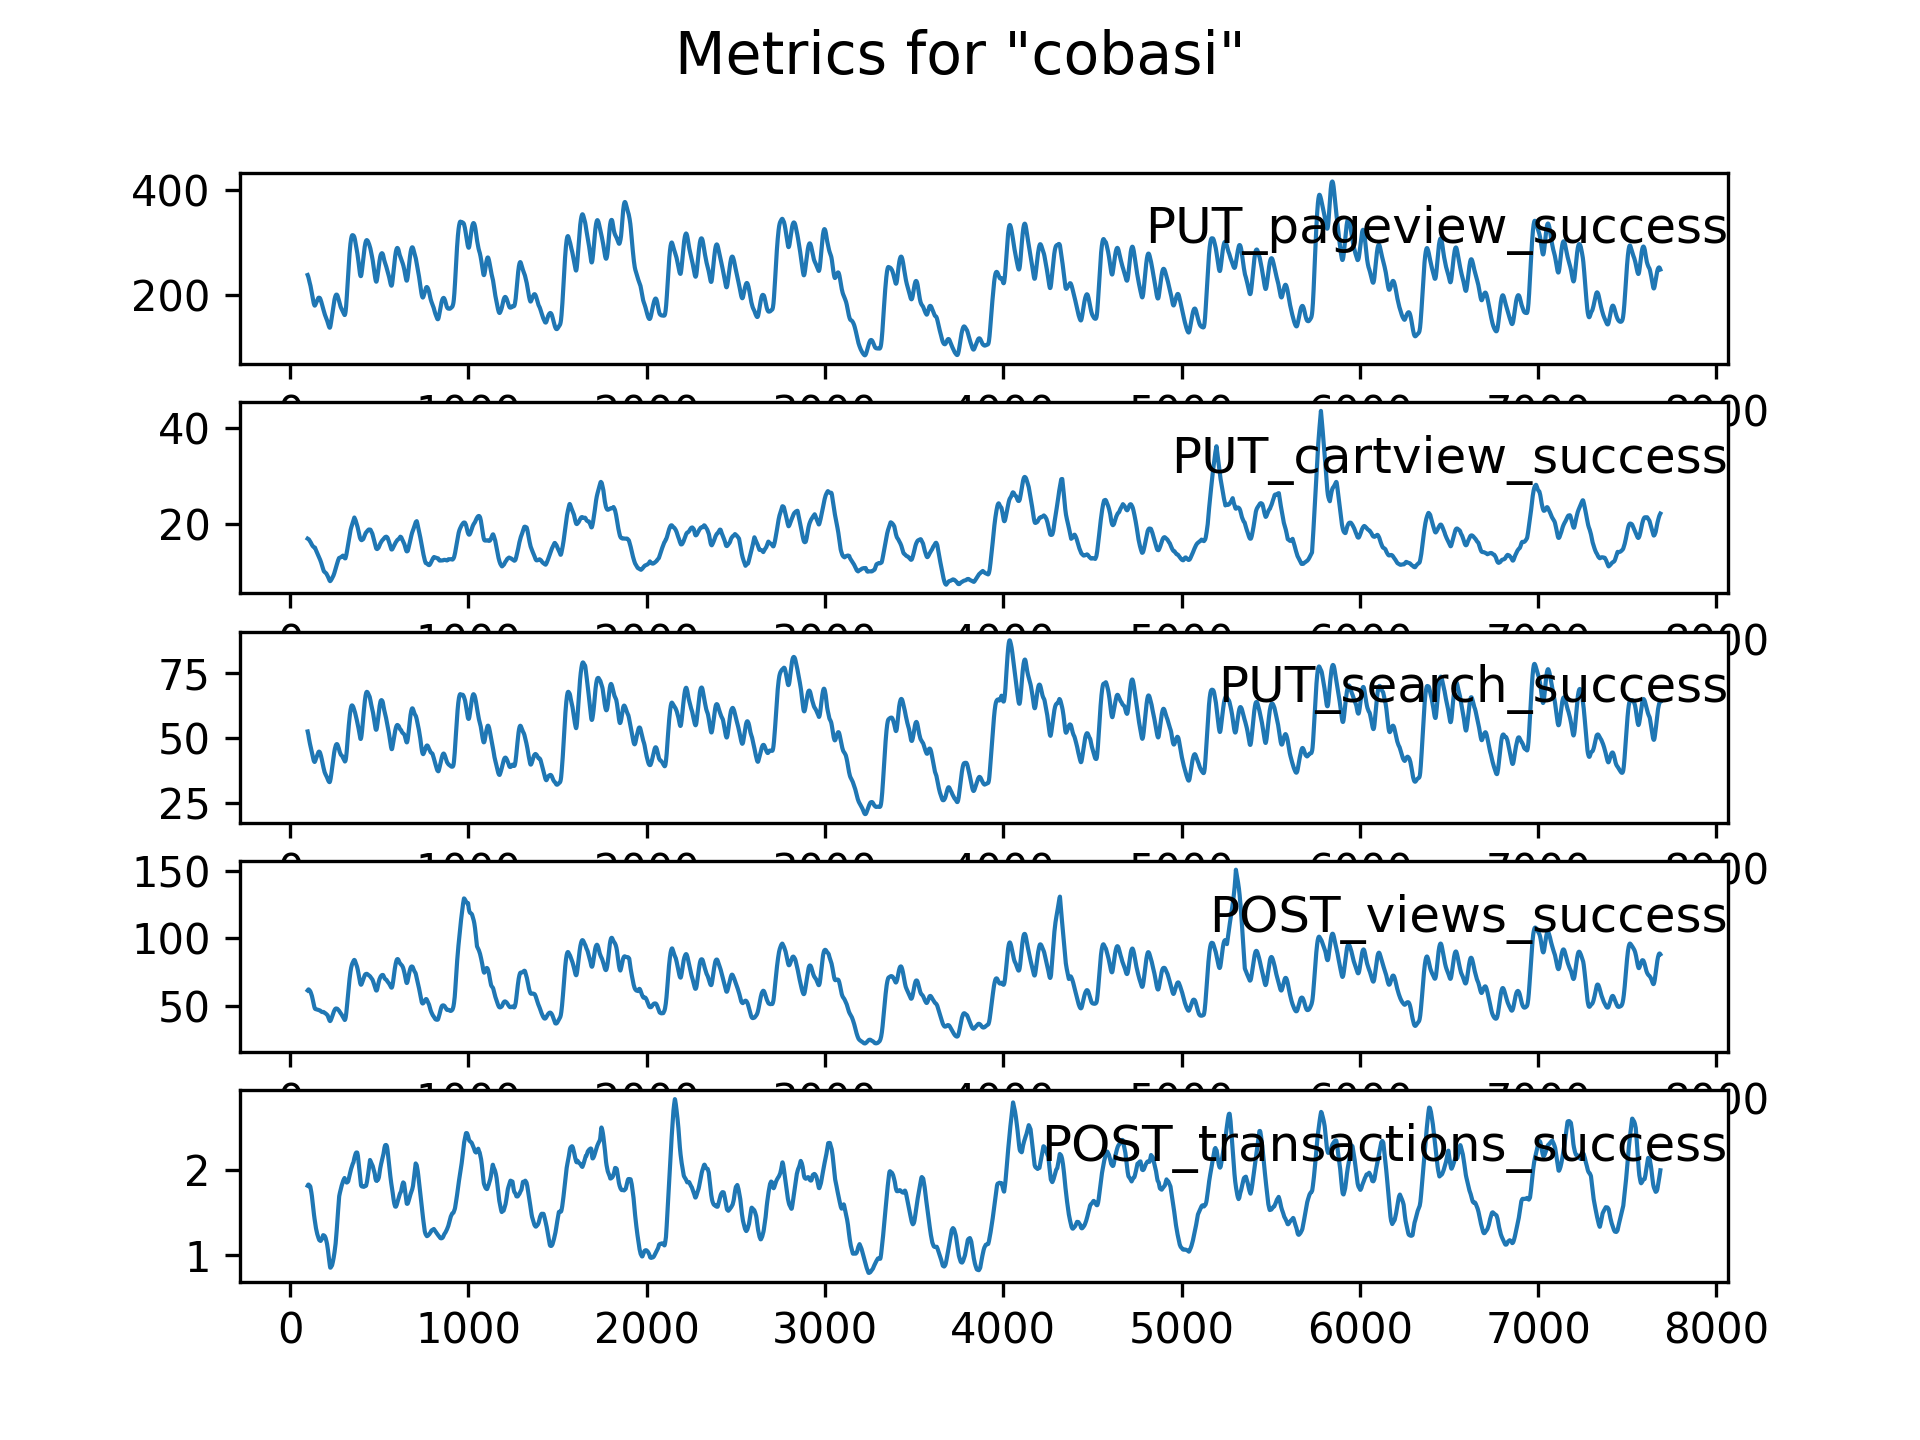 Metrics for "cobasi"
400
200
PUT_pageview_success
40
20
PUT_cartview_success
75
50
25
PUT_search_success
150
100
50
POST_views_success
2
1
POST_transactions_success
0 1000 2000 3000 4000 5000 6000 7000 8000